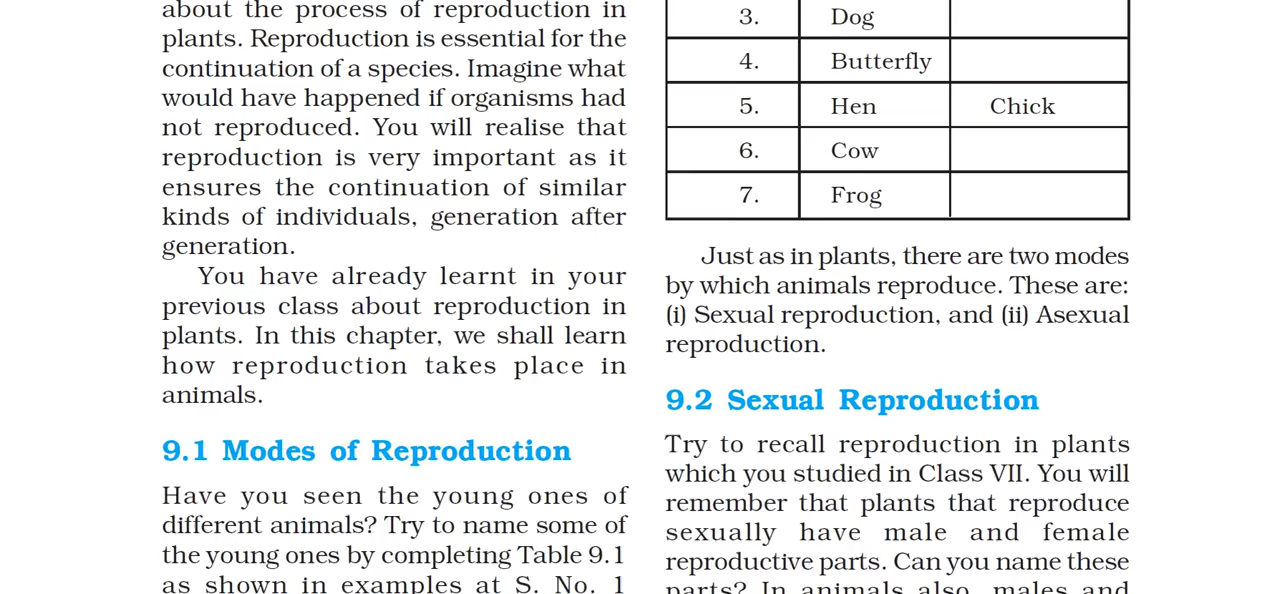 about the process of reproduction in
plants. Reproduction is essential for the
continuation of a species. Imagine what
would have happened if organisms had
not reproduced. You will realise that
reproduction is very important as it
ensures the continuation of similar
kinds of individuals, generation after
generation.
You have already learnt in your
previous class about reproduction in
plants. In this chapter, we shall learn
how reproduction takes place in
animals.
9.1 Modes of Reproduction
Have you seen the young ones of
different animals? Try to name some of
the young ones by completing Table 9.1
as shown in examples at S. No. 1
3. Dog
4. Butterfly
5. Hen Chick
6. Cow
7. Frog
Just as in plants, there are two modes
by which animals reproduce. These are:
(i) Sexual reproduction, and (ii) Asexual
reproduction.
9.2 Sexual Reproduction
Try to recall reproduction in plants
which you studied in Class VII. You will
remember that plants that reproduce
sexually have male and female
reproductive parts. Can you name these
parts? In animals also, males and